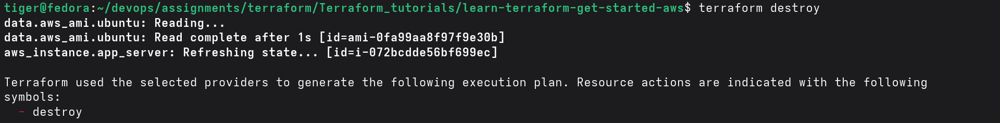 tiger@fedora:~/devops/assignments/terraform/Terraform_tutorials/learn-terraform-get-started-aws$ terraform destroy
data.aws_ami.ubuntu: Reading...
data.aws_ami.ubuntu: Read complete after 1s [id=ami-0fa99aa8f97f9e30b]
aws_instance.app_server: Refreshing state... [id=i-072bcdde56bf699ec]
Terraform used the selected providers to generate the following execution plan. Resource actions are indicated with the following
symbols:
- destroy